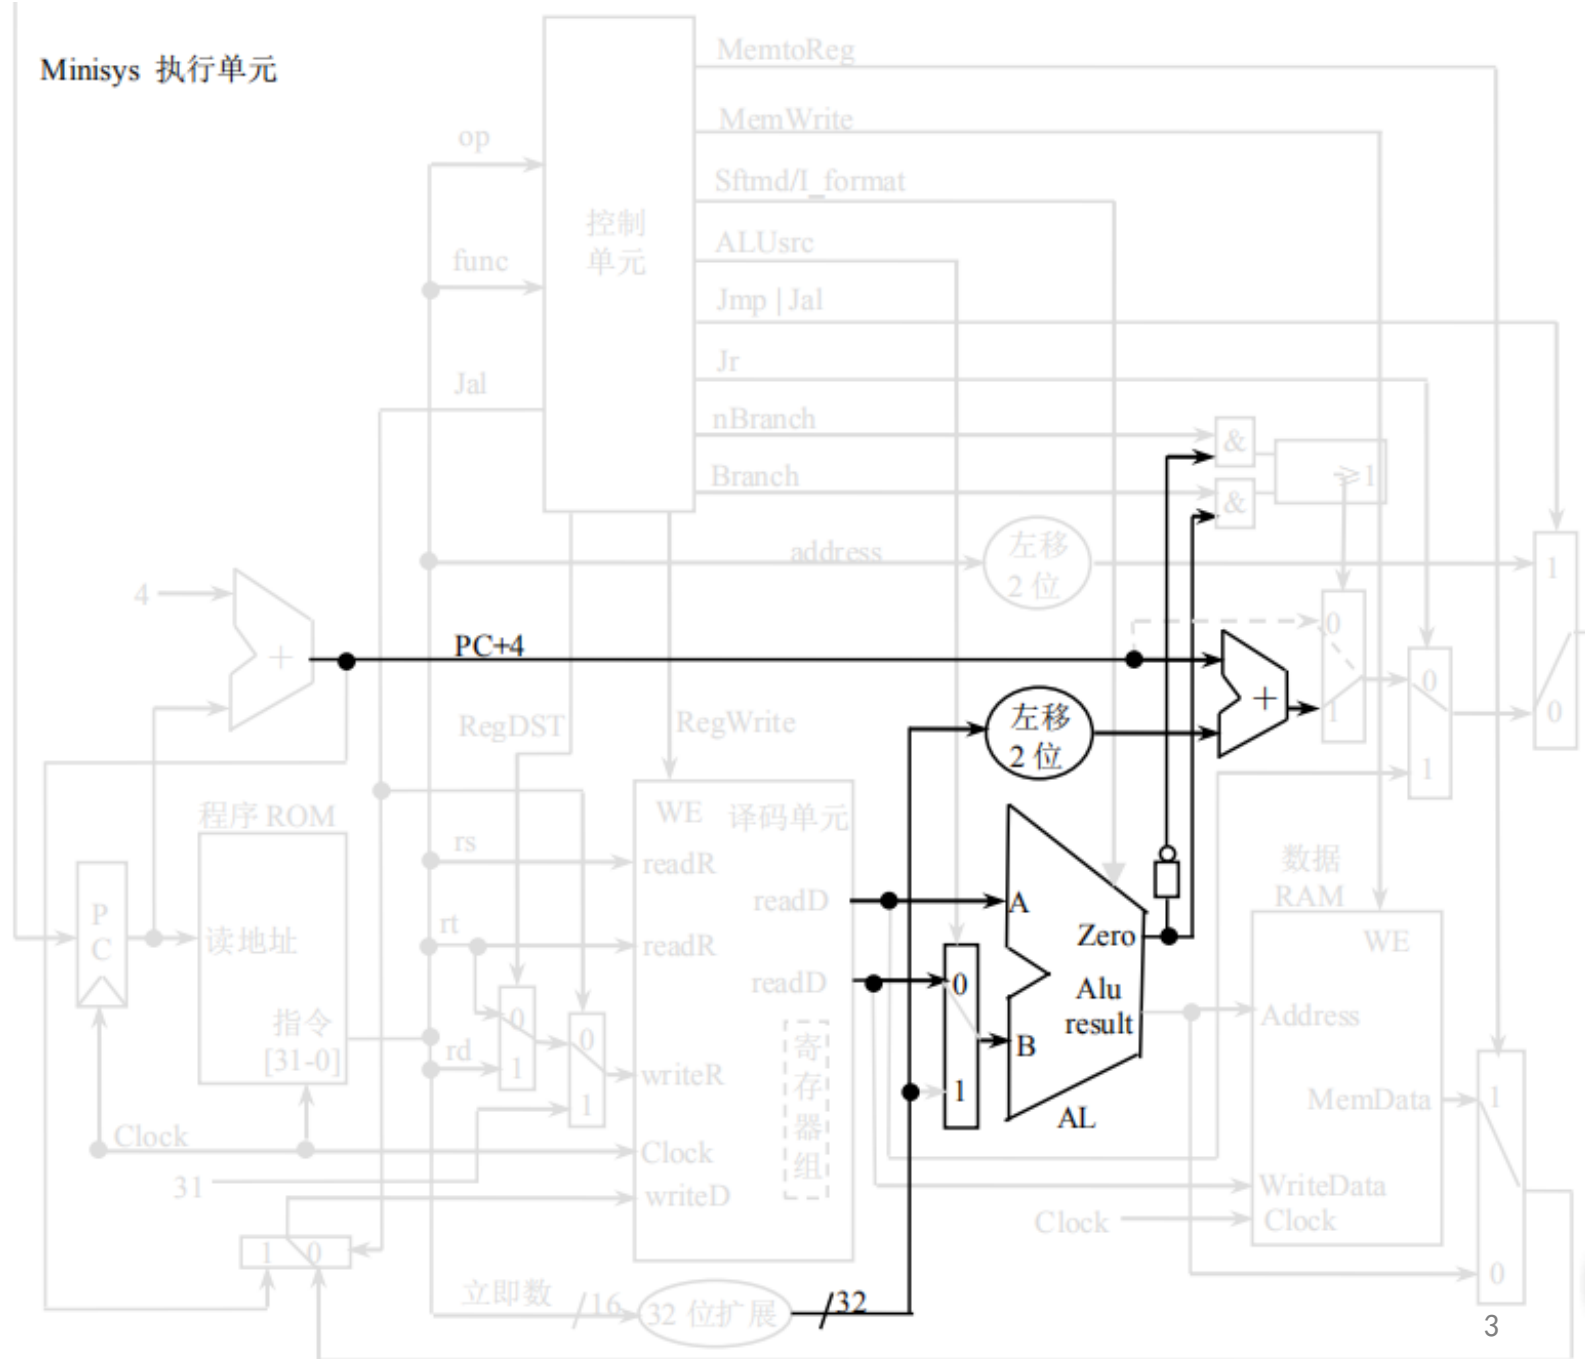 Minisys 执行单元
MemtoReg
MemWrite
op
Sftmd/I_format
控制
单元
ALUsrc
func
Jmp | Jal
Jr
Jal
nBranch
&
Branch
≥1
&
address
左移
2 位
1
4
PC+4
0
+
+
0
RegDST
RegWrite
左移
2 位
1
0
1
程序 ROM
WE
译码单元
rs
readR
数据
RAM
P
C
readD
A
rt
读地址
readR
Zero
WE
readD
0
Alu
result
指令
[31-0]
0
Address
0
寄
存
器
组
B
rd
1
writeR
1
MemData
1
1
AL
Clock
Clock
31
writeD
WriteData
Clock
Clock
1
0
0
立即数
/16
32 位扩展
/32
3